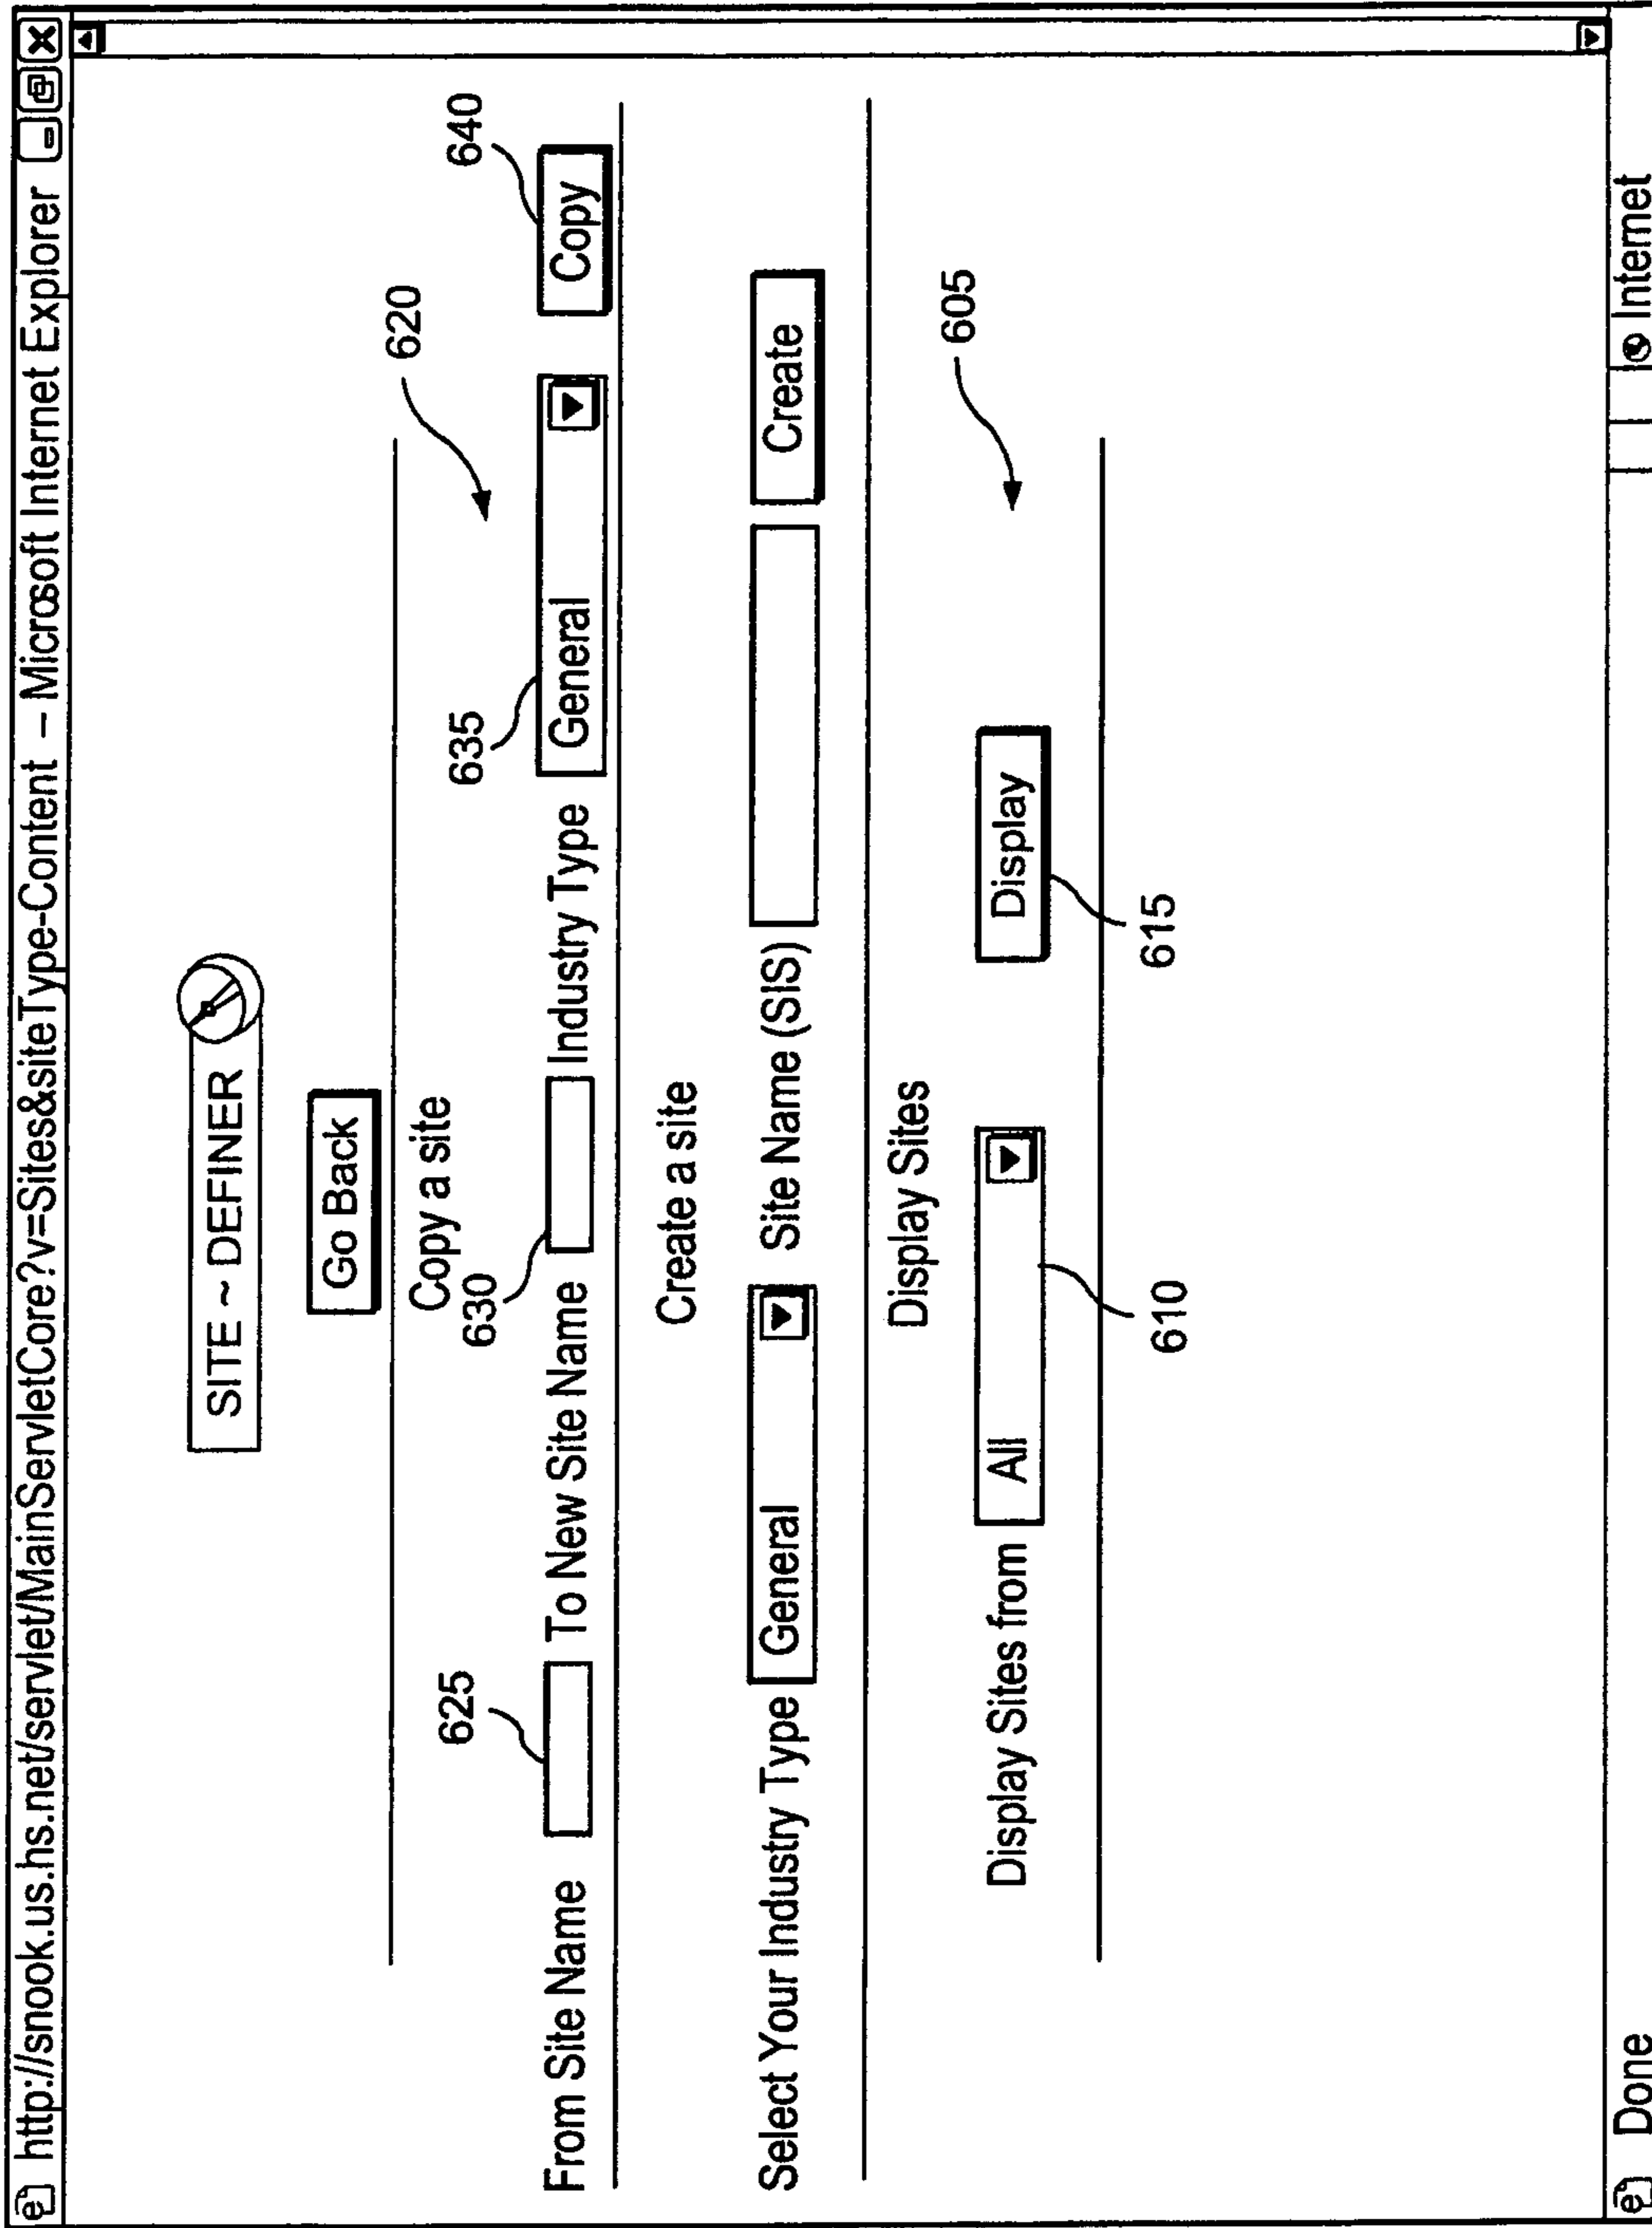 http://snook.us.hs.net/servlet/MainServletCore?v=Sites&siteType-Content – Microsoft Internet Explorer
SITE ~ DEFINER
Go Back
Copy a site
620
625
630
635
640
From Site Name To New Site Name Industry Type General Copy
Create a site
Select Your Industry Type General Site Name (SIS) Create
Display Sites
605
Display Sites from All Display
610
615
Done Internet